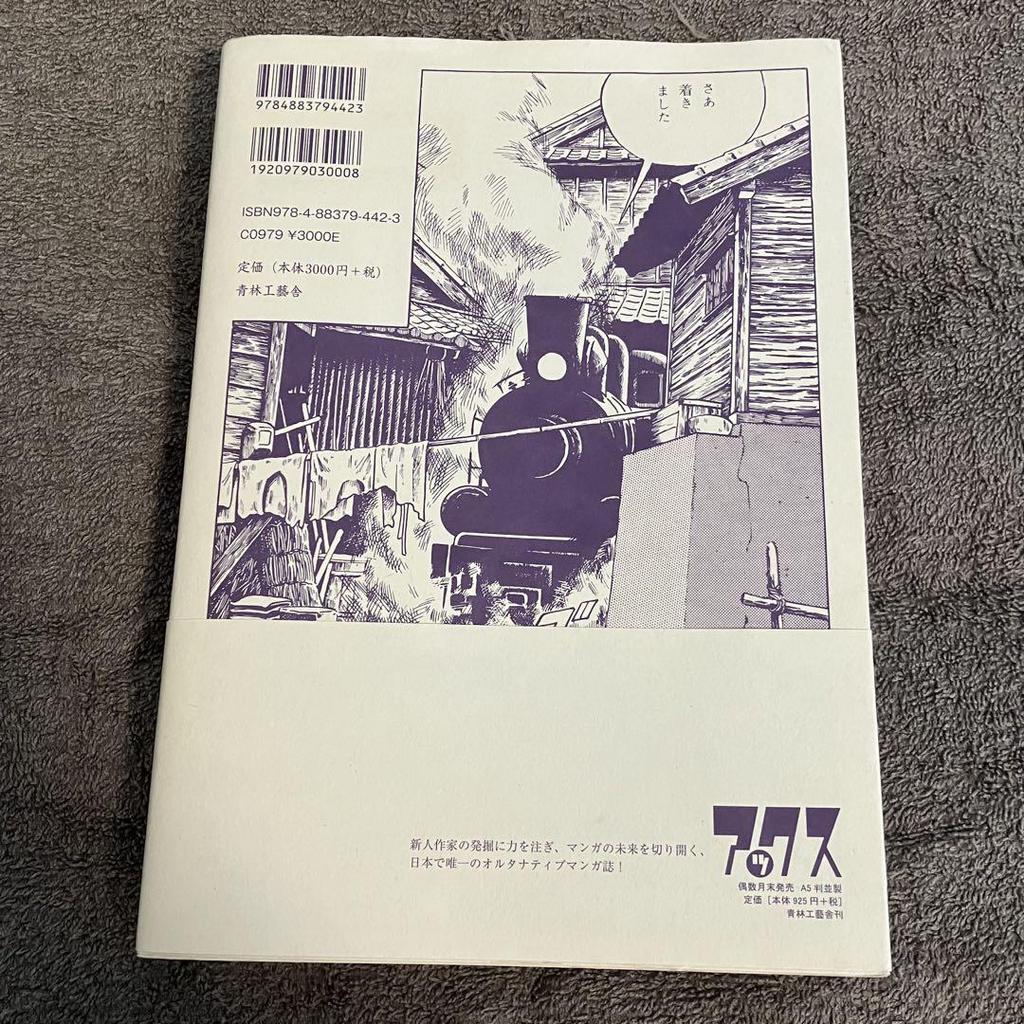 9784883794423
1920979030008
ISBN978-4-88379-442-3
C0979 ¥3000E
定価（本体3000円＋税）
青林工藝舎
さあ
着き
ました
新人作家の発掘に力を注ぎ、マンガの未来を切り開く、
日本で唯一のオルタナティブマンガ誌！
アックス
偶数月末発売 A5判並製
定価［本体925円＋税］
青林工藝舎刊